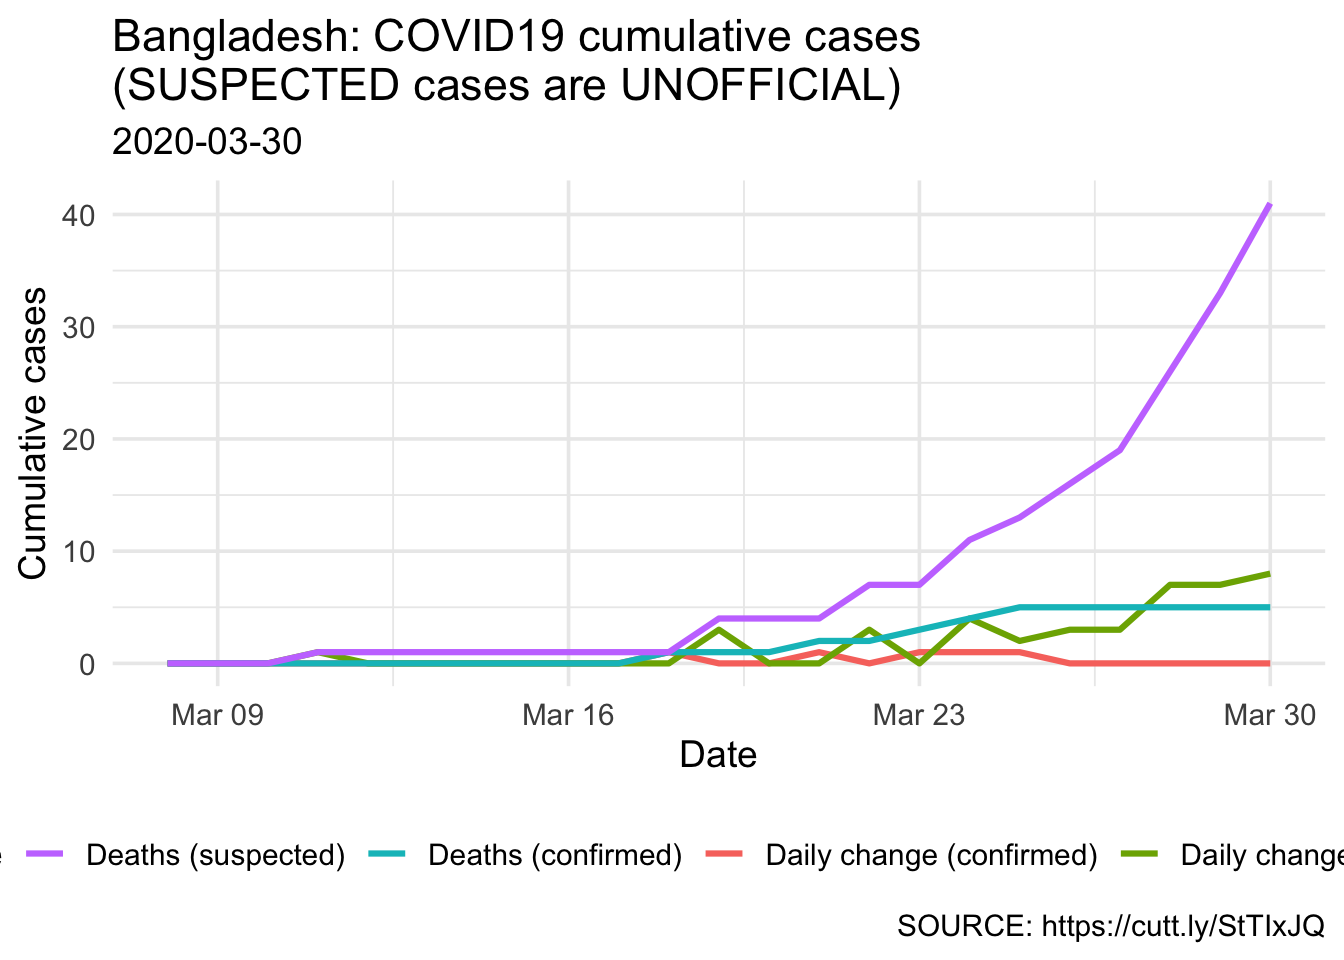 Bangladesh: COVID19 cumulative cases
(SUSPECTED cases are UNOFFICIAL)
2020-03-30
Cumulative cases
40
30
20
10
0
Mar 09 Mar 16 Mar 23 Mar 30
Date
Deaths (suspected) Deaths (confirmed) Daily change (confirmed) Daily change
SOURCE: https://cutt.ly/StTIxJQ